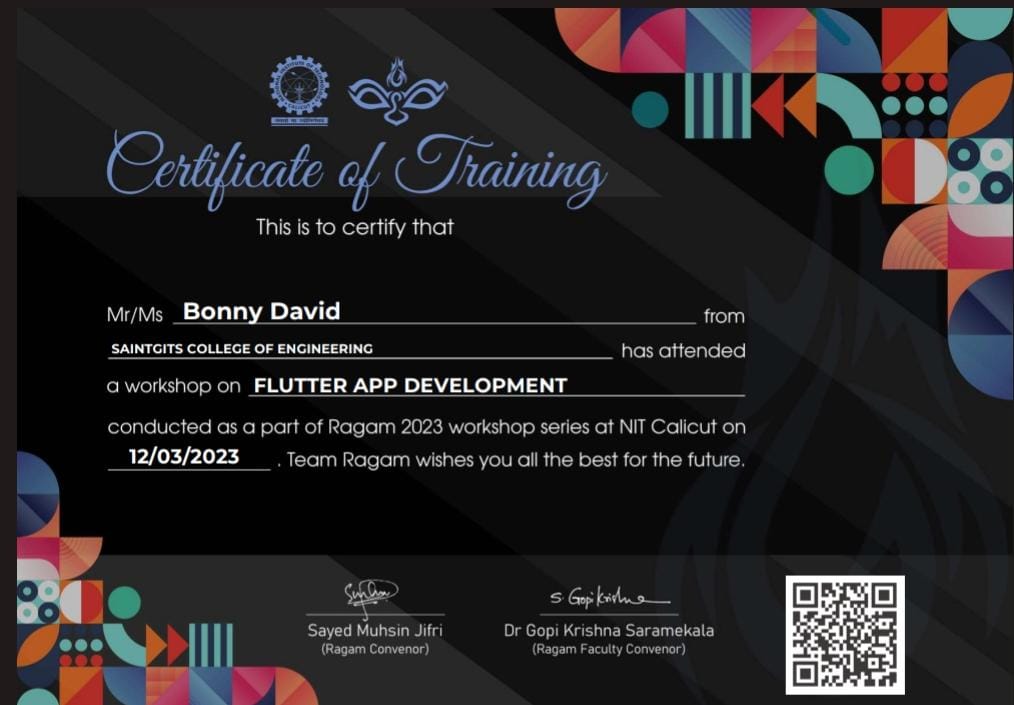 Certificate of Training
This is to certify that
Mr/Ms Bonny David from
SAINTGITS COLLEGE OF ENGINEERING has attended
a workshop on FLUTTER APP DEVELOPMENT
conducted as a part of Ragam 2023 workshop series at NIT Calicut on
12/03/2023 . Team Ragam wishes you all the best for the future.
S. Gopi Krishna
Sayed Muhsin Jifri
Dr Gopi Krishna Saramekala
(Ragam Convenor)
(Ragam Faculty Convenor)